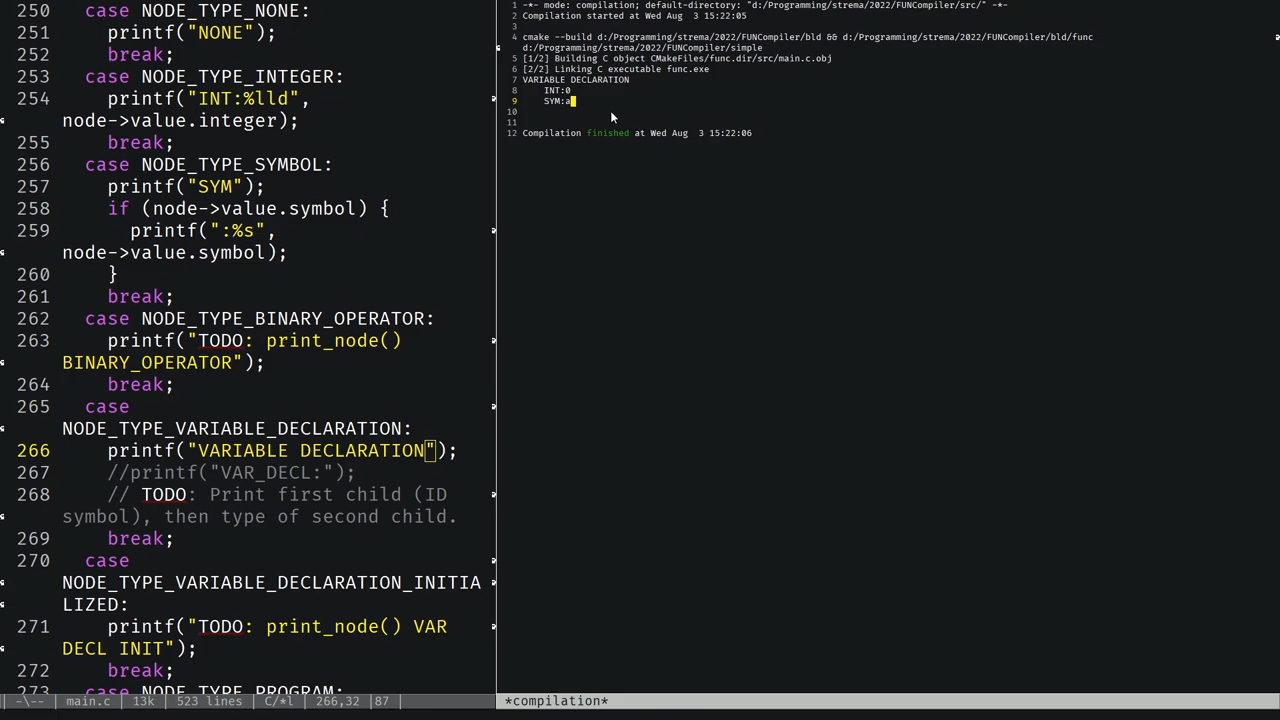 250   case NODE_TYPE_NONE:
251     printf("NONE");
252     break;
253   case NODE_TYPE_INTEGER:
254     printf("INT:%lld",
node->value.integer);
255     break;
256   case NODE_TYPE_SYMBOL:
257     printf("SYM");
258     if (node->value.symbol) {
259       printf(":%s",
node->value.symbol);
260     }
261     break;
262   case NODE_TYPE_BINARY_OPERATOR:
263     printf("TODO: print_node()
BINARY_OPERATOR");
264     break;
265   case
NODE_TYPE_VARIABLE_DECLARATION:
266     printf("VARIABLE DECLARATION");
267     //printf("VAR_DECL:");
268     // TODO: Print first child (ID
symbol), then type of second child.
269     break;
270   case
NODE_TYPE_VARIABLE_DECLARATION_INITIA
LIZED:
271     printf("TODO: print_node() VAR
DECL INIT");
272     break;
273   case NODE_TYPE_PROGRAM:
-\-- main.c 13k 523 lines C/*l 266,32 87
1 -*- mode: compilation; default-directory: "d:/Programming/strema/2022/FUNCompiler/src/" -*-
2 Compilation started at Wed Aug  3 15:22:05
3
4 cmake --build d:/Programming/strema/2022/FUNCompiler/bld && d:/Programming/strema/2022/FUNCompiler/bld/func
d:/Programming/strema/2022/FUNCompiler/simple
5 [1/2] Building C object CMakeFiles/func.dir/src/main.c.obj
6 [2/2] Linking C executable func.exe
7 VARIABLE DECLARATION
8     INT:0
9     SYM:a
10
11
12 Compilation finished at Wed Aug  3 15:22:06
*compilation*